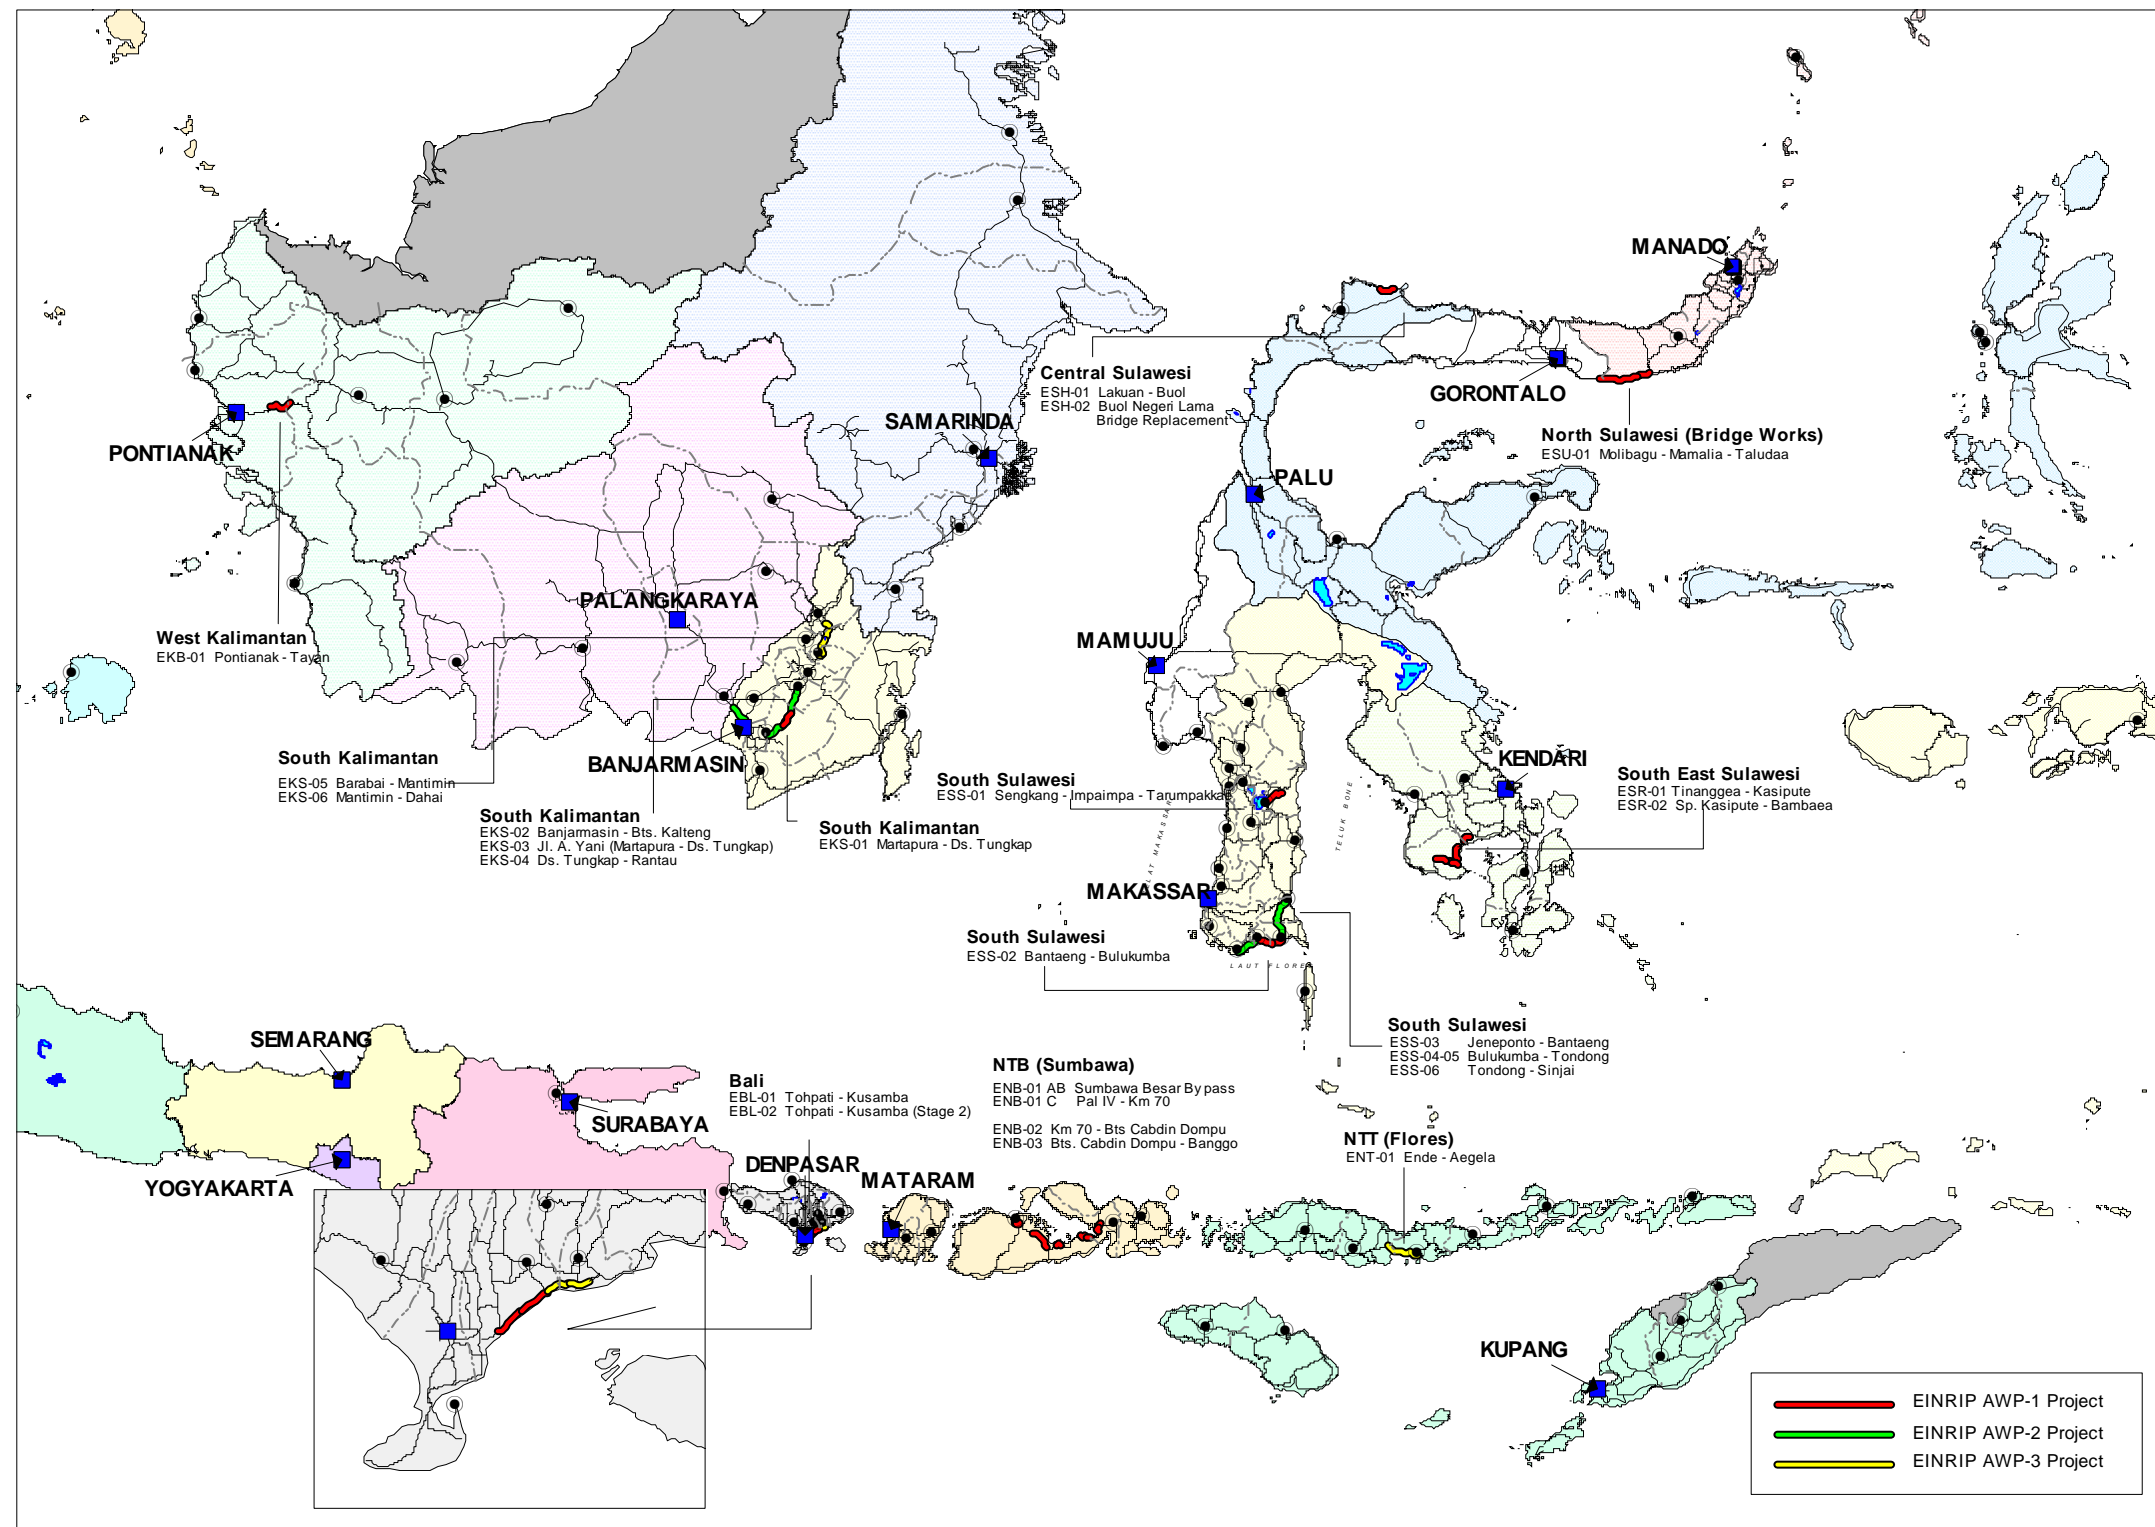 MANADO
GORONTALO
Central Sulawesi
ESH-01 Lakuan - Buol
ESH-02 Buol Negeri Lama
Bridge Replacement
North Sulawesi (Bridge Works)
ESU-01 Molibagu - Mamalia - Taludaa
SAMARINDA
PONTIANAK
PALU
PALANGKARAYA
West Kalimantan
EKB-01 Pontianak - Tayan
MAMUJU
South Kalimantan
EKS-05 Barabai - Mantimin
EKS-06 Mantimin - Dahai
BANJARMASIN
South Kalimantan
EKS-02 Banjarmasin - Bts. Kalteng
EKS-03 Jl. A. Yani (Martapura - Ds. Tungkap)
EKS-04 Ds. Tungkap - Rantau
South Kalimantan
EKS-01 Martapura - Ds. Tungkap
South Sulawesi
ESS-01 Sengkang - Impaimpa - Tarumpakkae
KENDARI
South East Sulawesi
ESR-01 Tinanggea - Kasipute
ESR-02 Sp. Kasipute - Bambaea
SELAT MAKASAR
TELUK BONE
MAKASSAR
South Sulawesi
ESS-02 Bantaeng - Bulukumba
LAUT FLORES
South Sulawesi
ESS-03 Jeneponto - Bantaeng
ESS-04-05 Bulukumba - Tondong
ESS-06 Tondong - Sinjai
SEMARANG
SURABAYA
YOGYAKARTA
Bali
EBL-01 Tohpati - Kusamba
EBL-02 Tohpati - Kusamba (Stage 2)
DENPASAR
MATARAM
NTB (Sumbawa)
ENB-01 AB Sumbawa Besar By pass
ENB-01 C Pal IV - Km 70
ENB-02 Km 70 - Bts Cabdin Dompu
ENB-03 Bts. Cabdin Dompu - Banggo
NTT (Flores)
ENT-01 Ende - Aegela
KUPANG
EINRIP AWP-1 Project
EINRIP AWP-2 Project
EINRIP AWP-3 Project